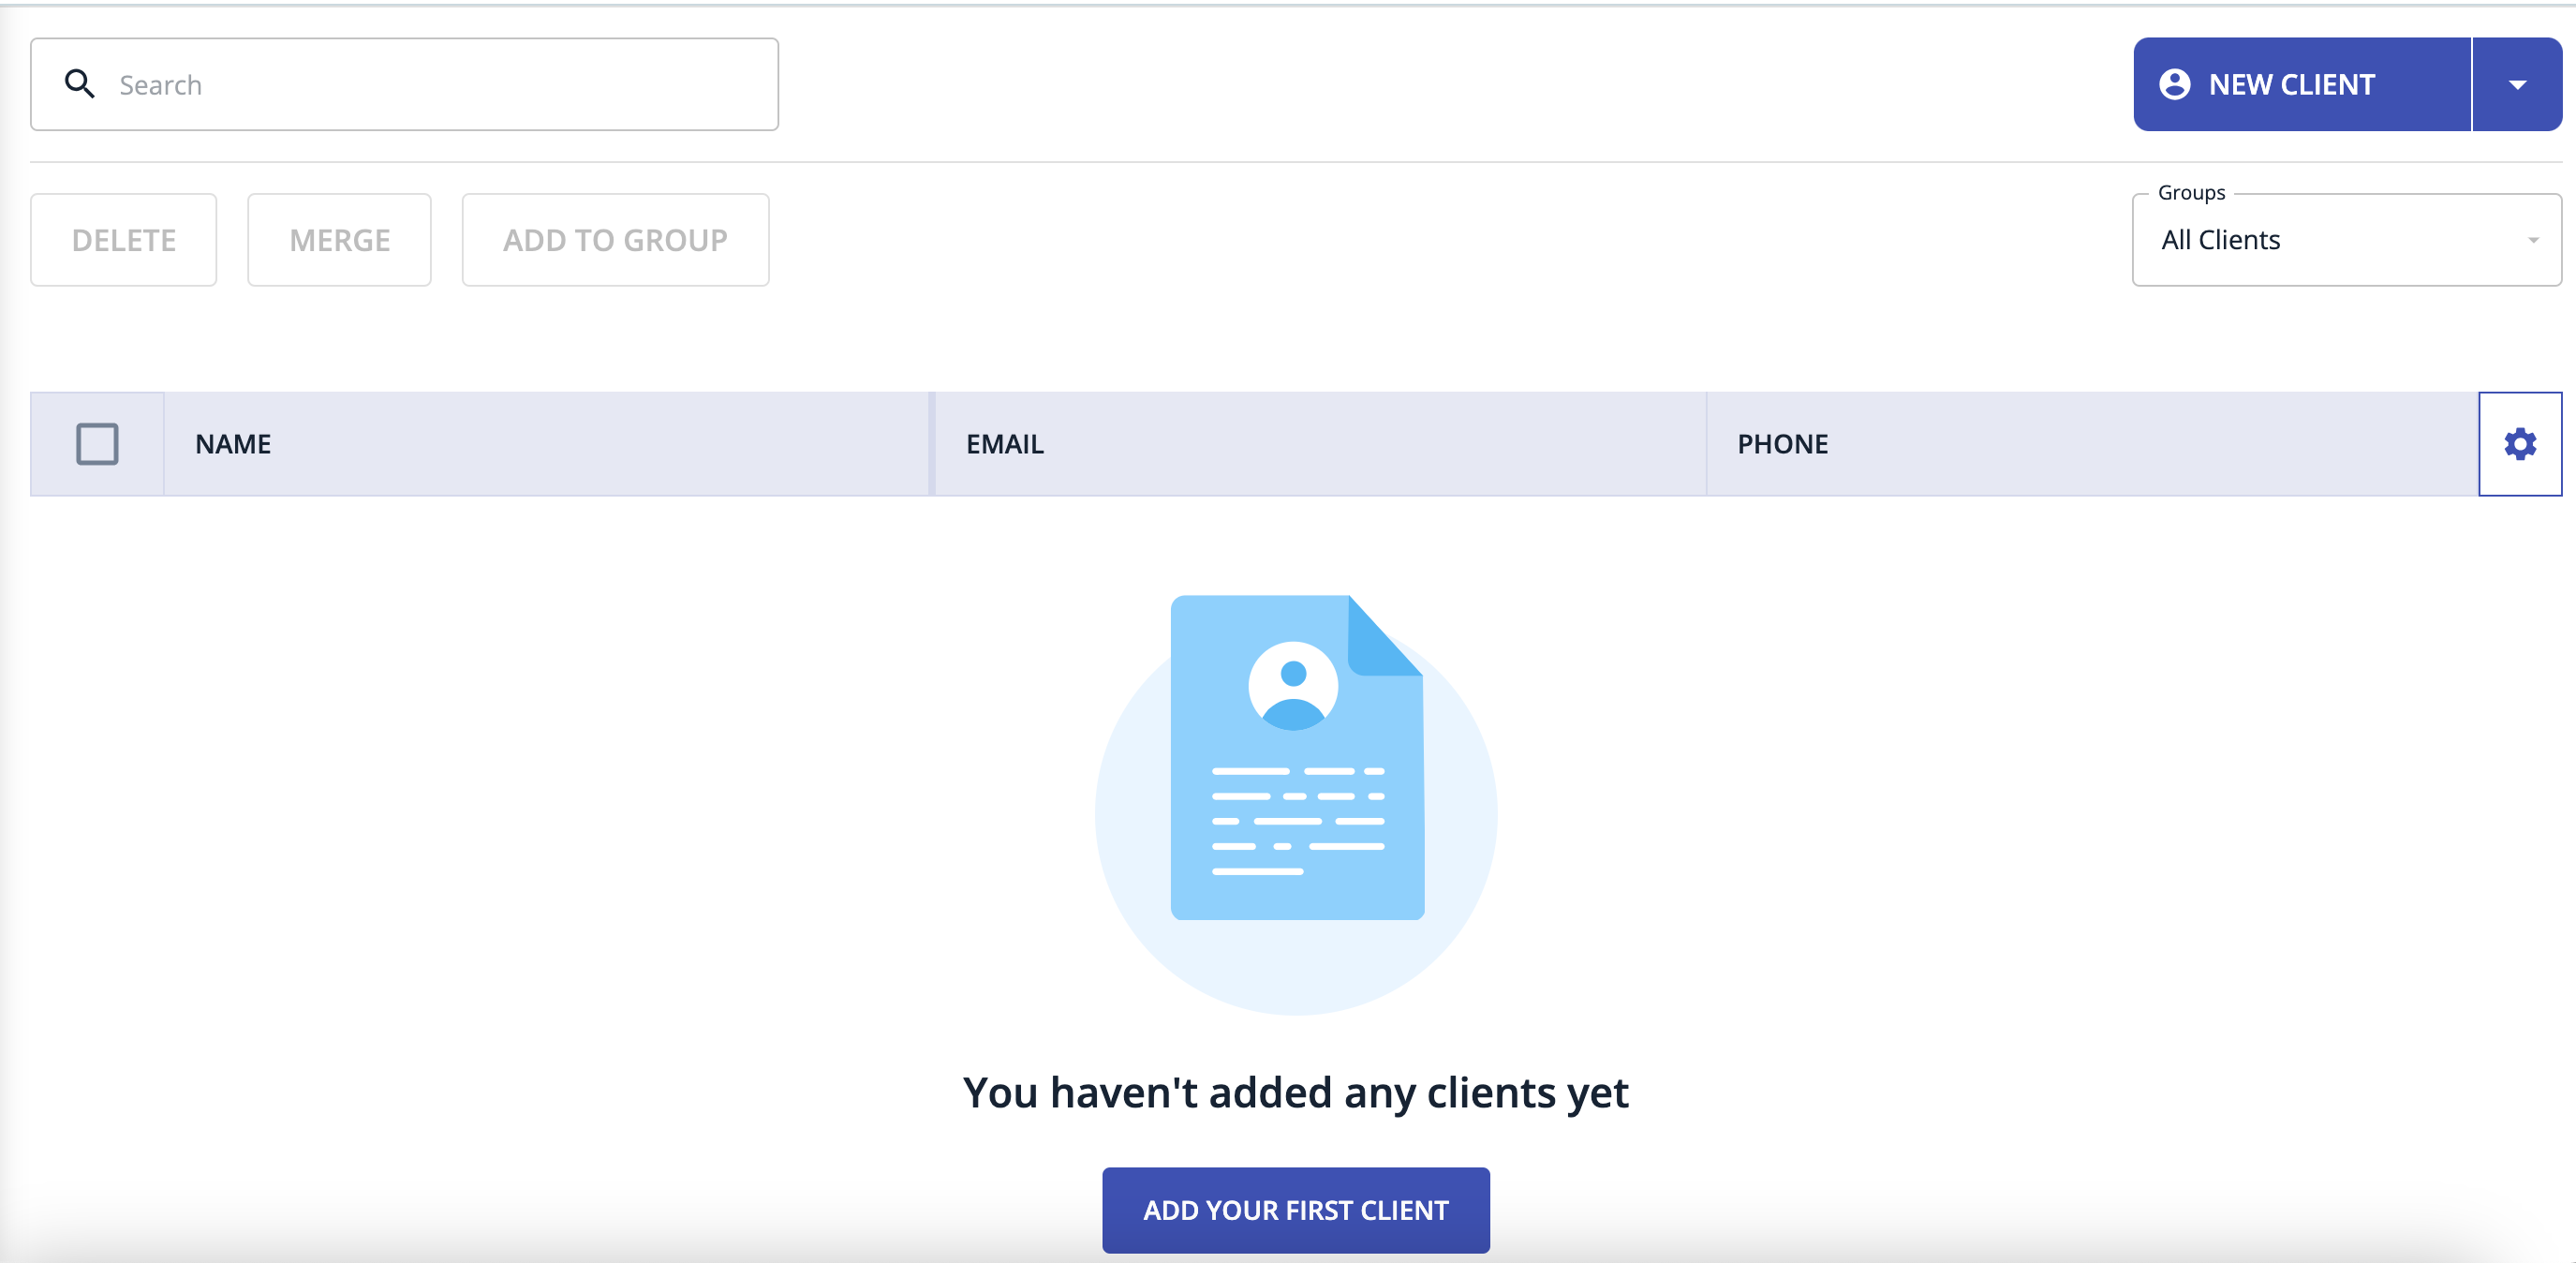 Search
NEW CLIENT
DELETE
MERGE
ADD TO GROUP
Groups
All Clients
NAME
EMAIL
PHONE
You haven't added any clients yet
ADD YOUR FIRST CLIENT